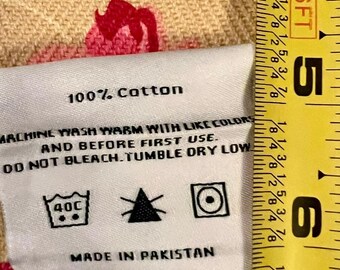 100% Cotton
MACHINE WASH WARM WITH LIKE COLORS
AND BEFORE FIRST USE.
DO NOT BLEACH. TUMBLE DRY LOW
40C
MADE IN PAKISTAN
5FT
5
6